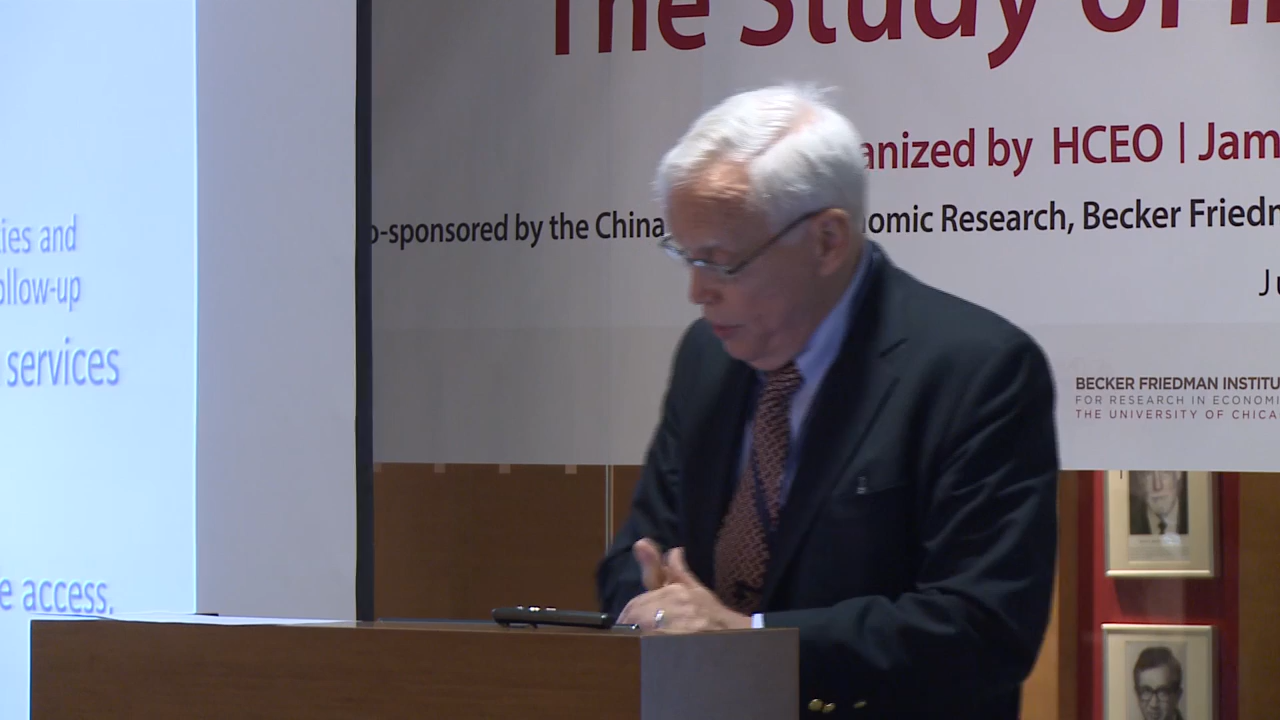 The Study of
anized by HCEO | Jam
o-sponsored by the China
omic Research, Becker Friedr
Ju
BECKER FRIEDMAN INSTITU
FOR RESEARCH IN ECONOMI
THE UNIVERSITY OF CHICA
ies and
ollow-up
services
e access.